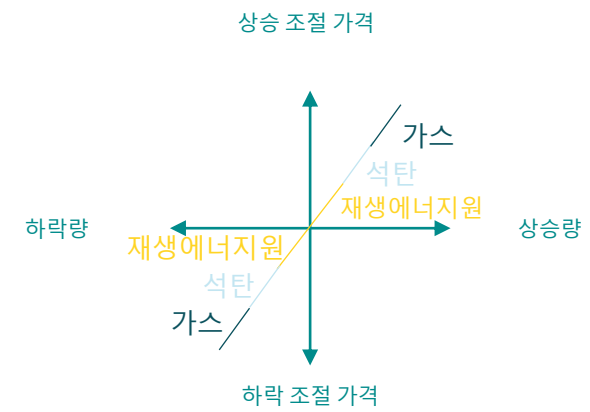 상승 조절 가격
가스
석탄
재생에너지원
하락량
상승량
재생에너지원
석탄
가스
하락 조절 가격